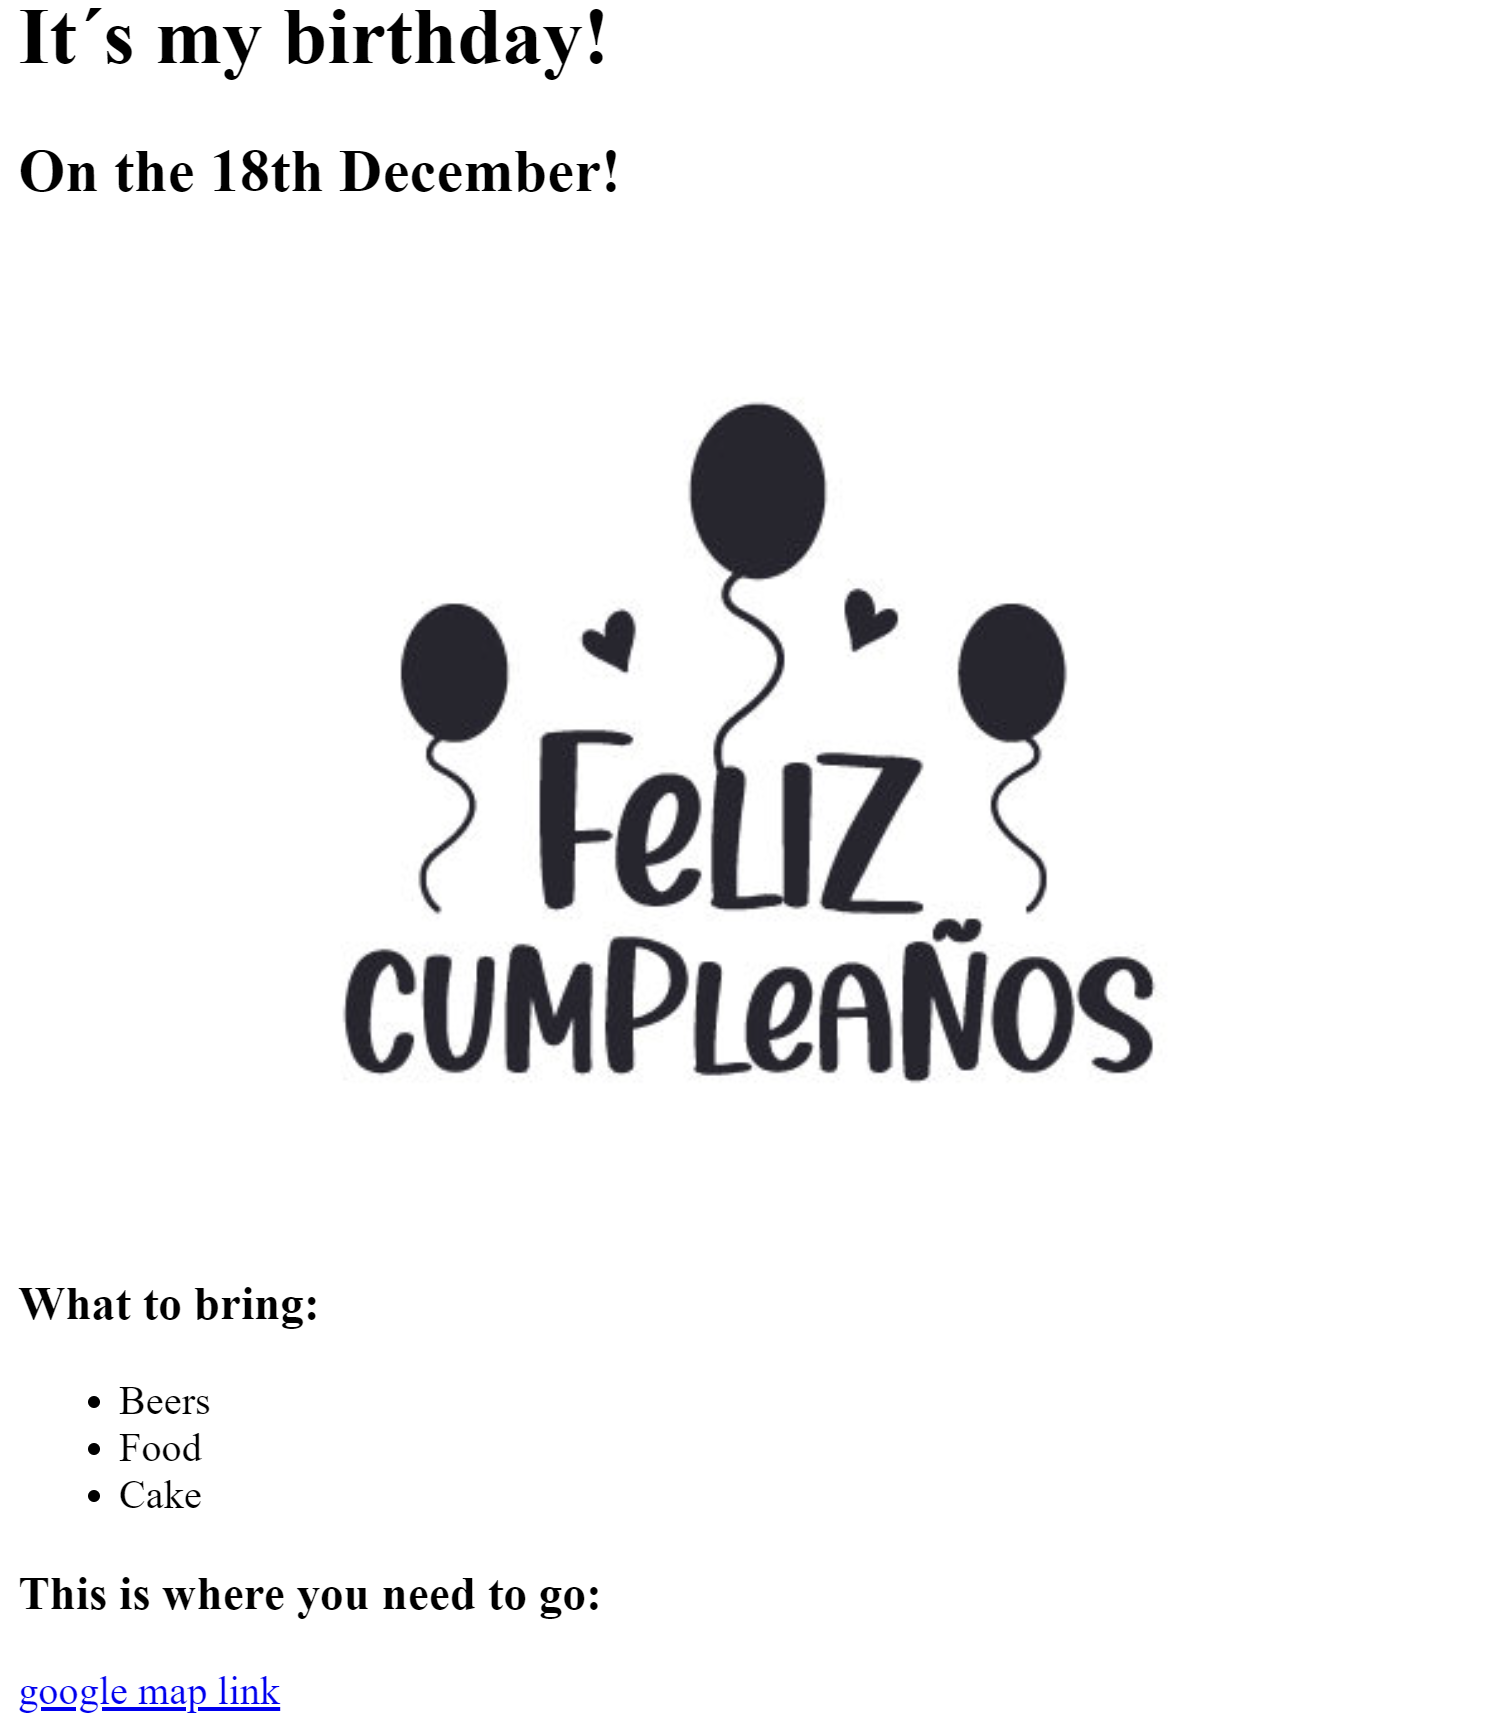 It´s my birthday!
On the 18th December!
FeLIZ
CUMPLeAÑOS
What to bring:
• Beers
• Food
• Cake
This is where you need to go:
google map link